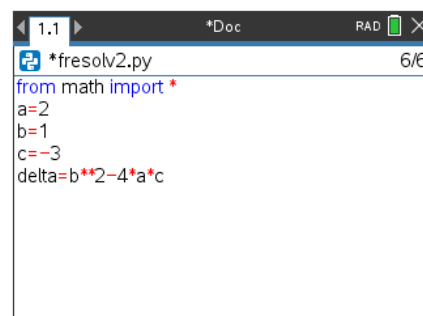 1.1 *Doc RAD
*fresolv2.py 6/6
from math import *
a=2
b=1
c=−3
delta=b**2−4*a*c